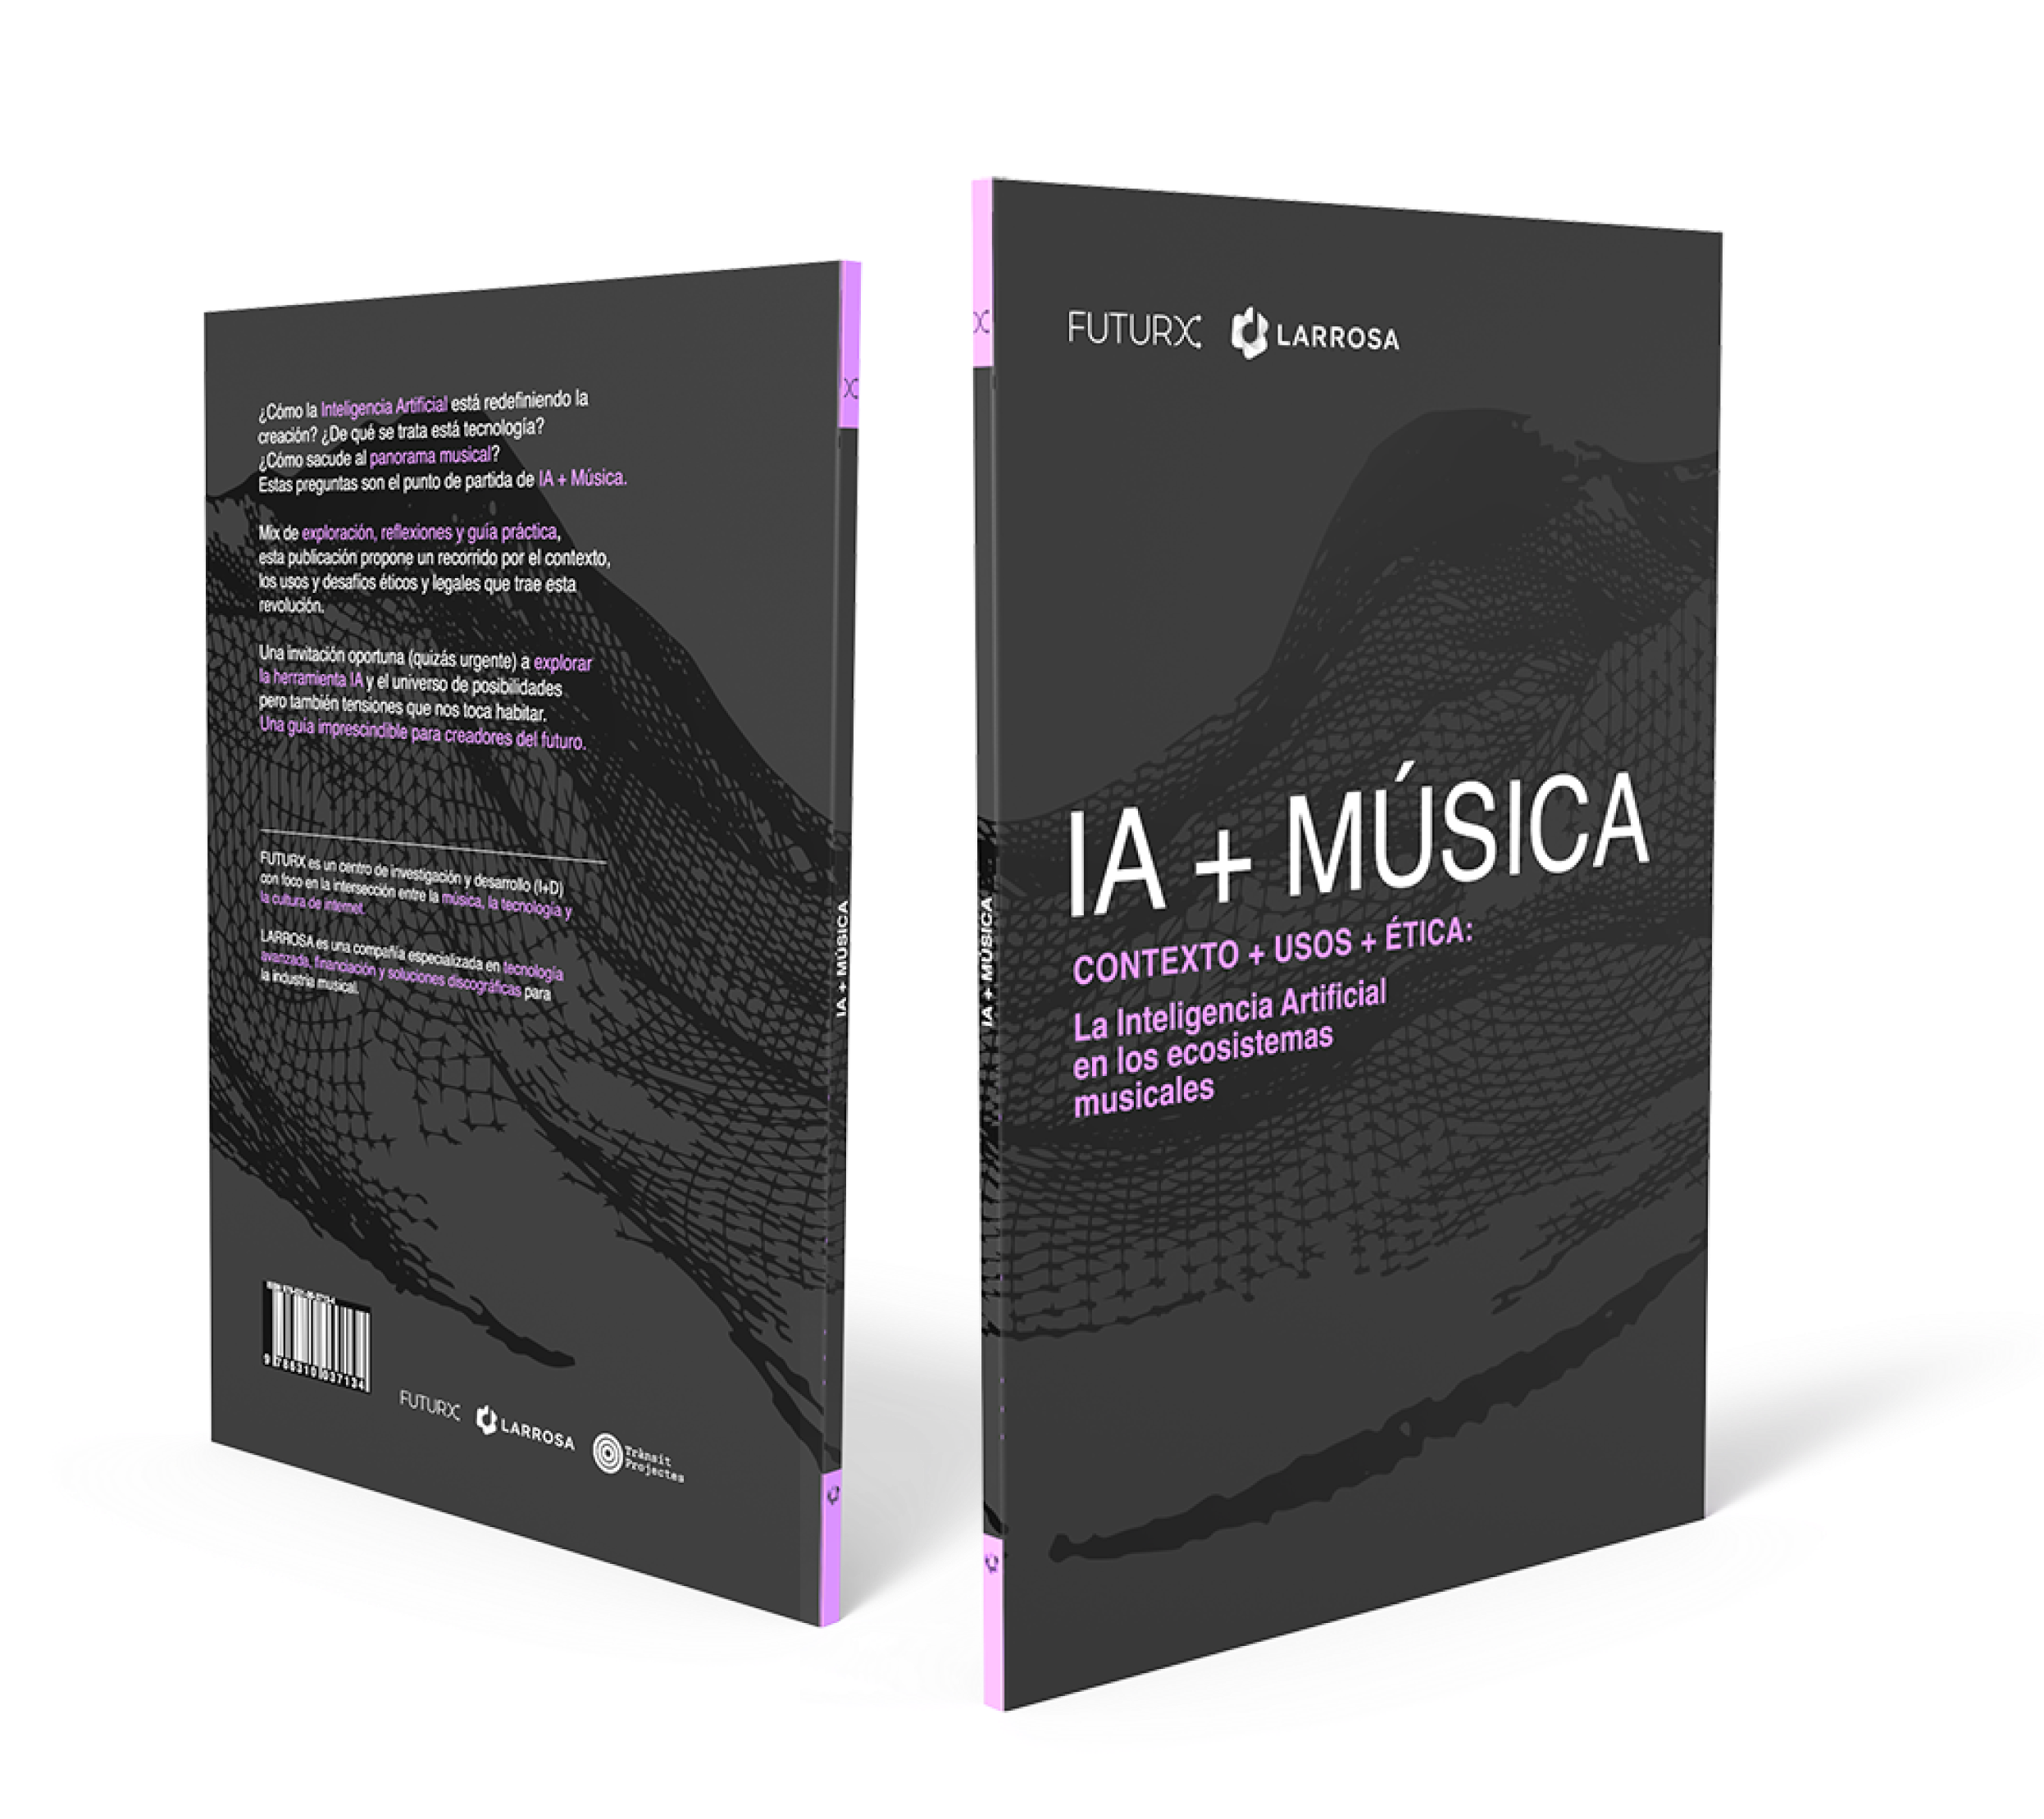 ¿Cómo la Inteligencia Artificial está redefiniendo la
creación? ¿De qué se trata está tecnología?
¿Cómo sacude al panorama musical?
Estas preguntas son el punto de partida de IA + Música.
Mix de exploración, reflexiones y guía práctica,
esta publicación propone un recorrido por el contexto,
los usos y desafíos éticos y legales que trae esta
revolución.
Una invitación oportuna (quizás urgente) a explorar
la herramienta IA y el universo de posibilidades
pero también tensiones que nos toca habitar.
Una guía imprescindible para creadores del futuro.
FUTURX es un centro de investigación y desarrollo (I+D)
con foco en la intersección entre la música, la tecnología y
la cultura de internet.
LARROSA es una compañía especializada en tecnología
avanzada, financiación y soluciones discográficas para
la industria musical.
9 786310 037134
FUTURX
LARROSA
Trànsit
Projectes
IA + MÚSICA
IA + MÚSICA
FUTURX LARROSA
IA + MÚSICA
CONTEXTO + USOS + ÉTICA:
La Inteligencia Artificial
en los ecosistemas
musicales